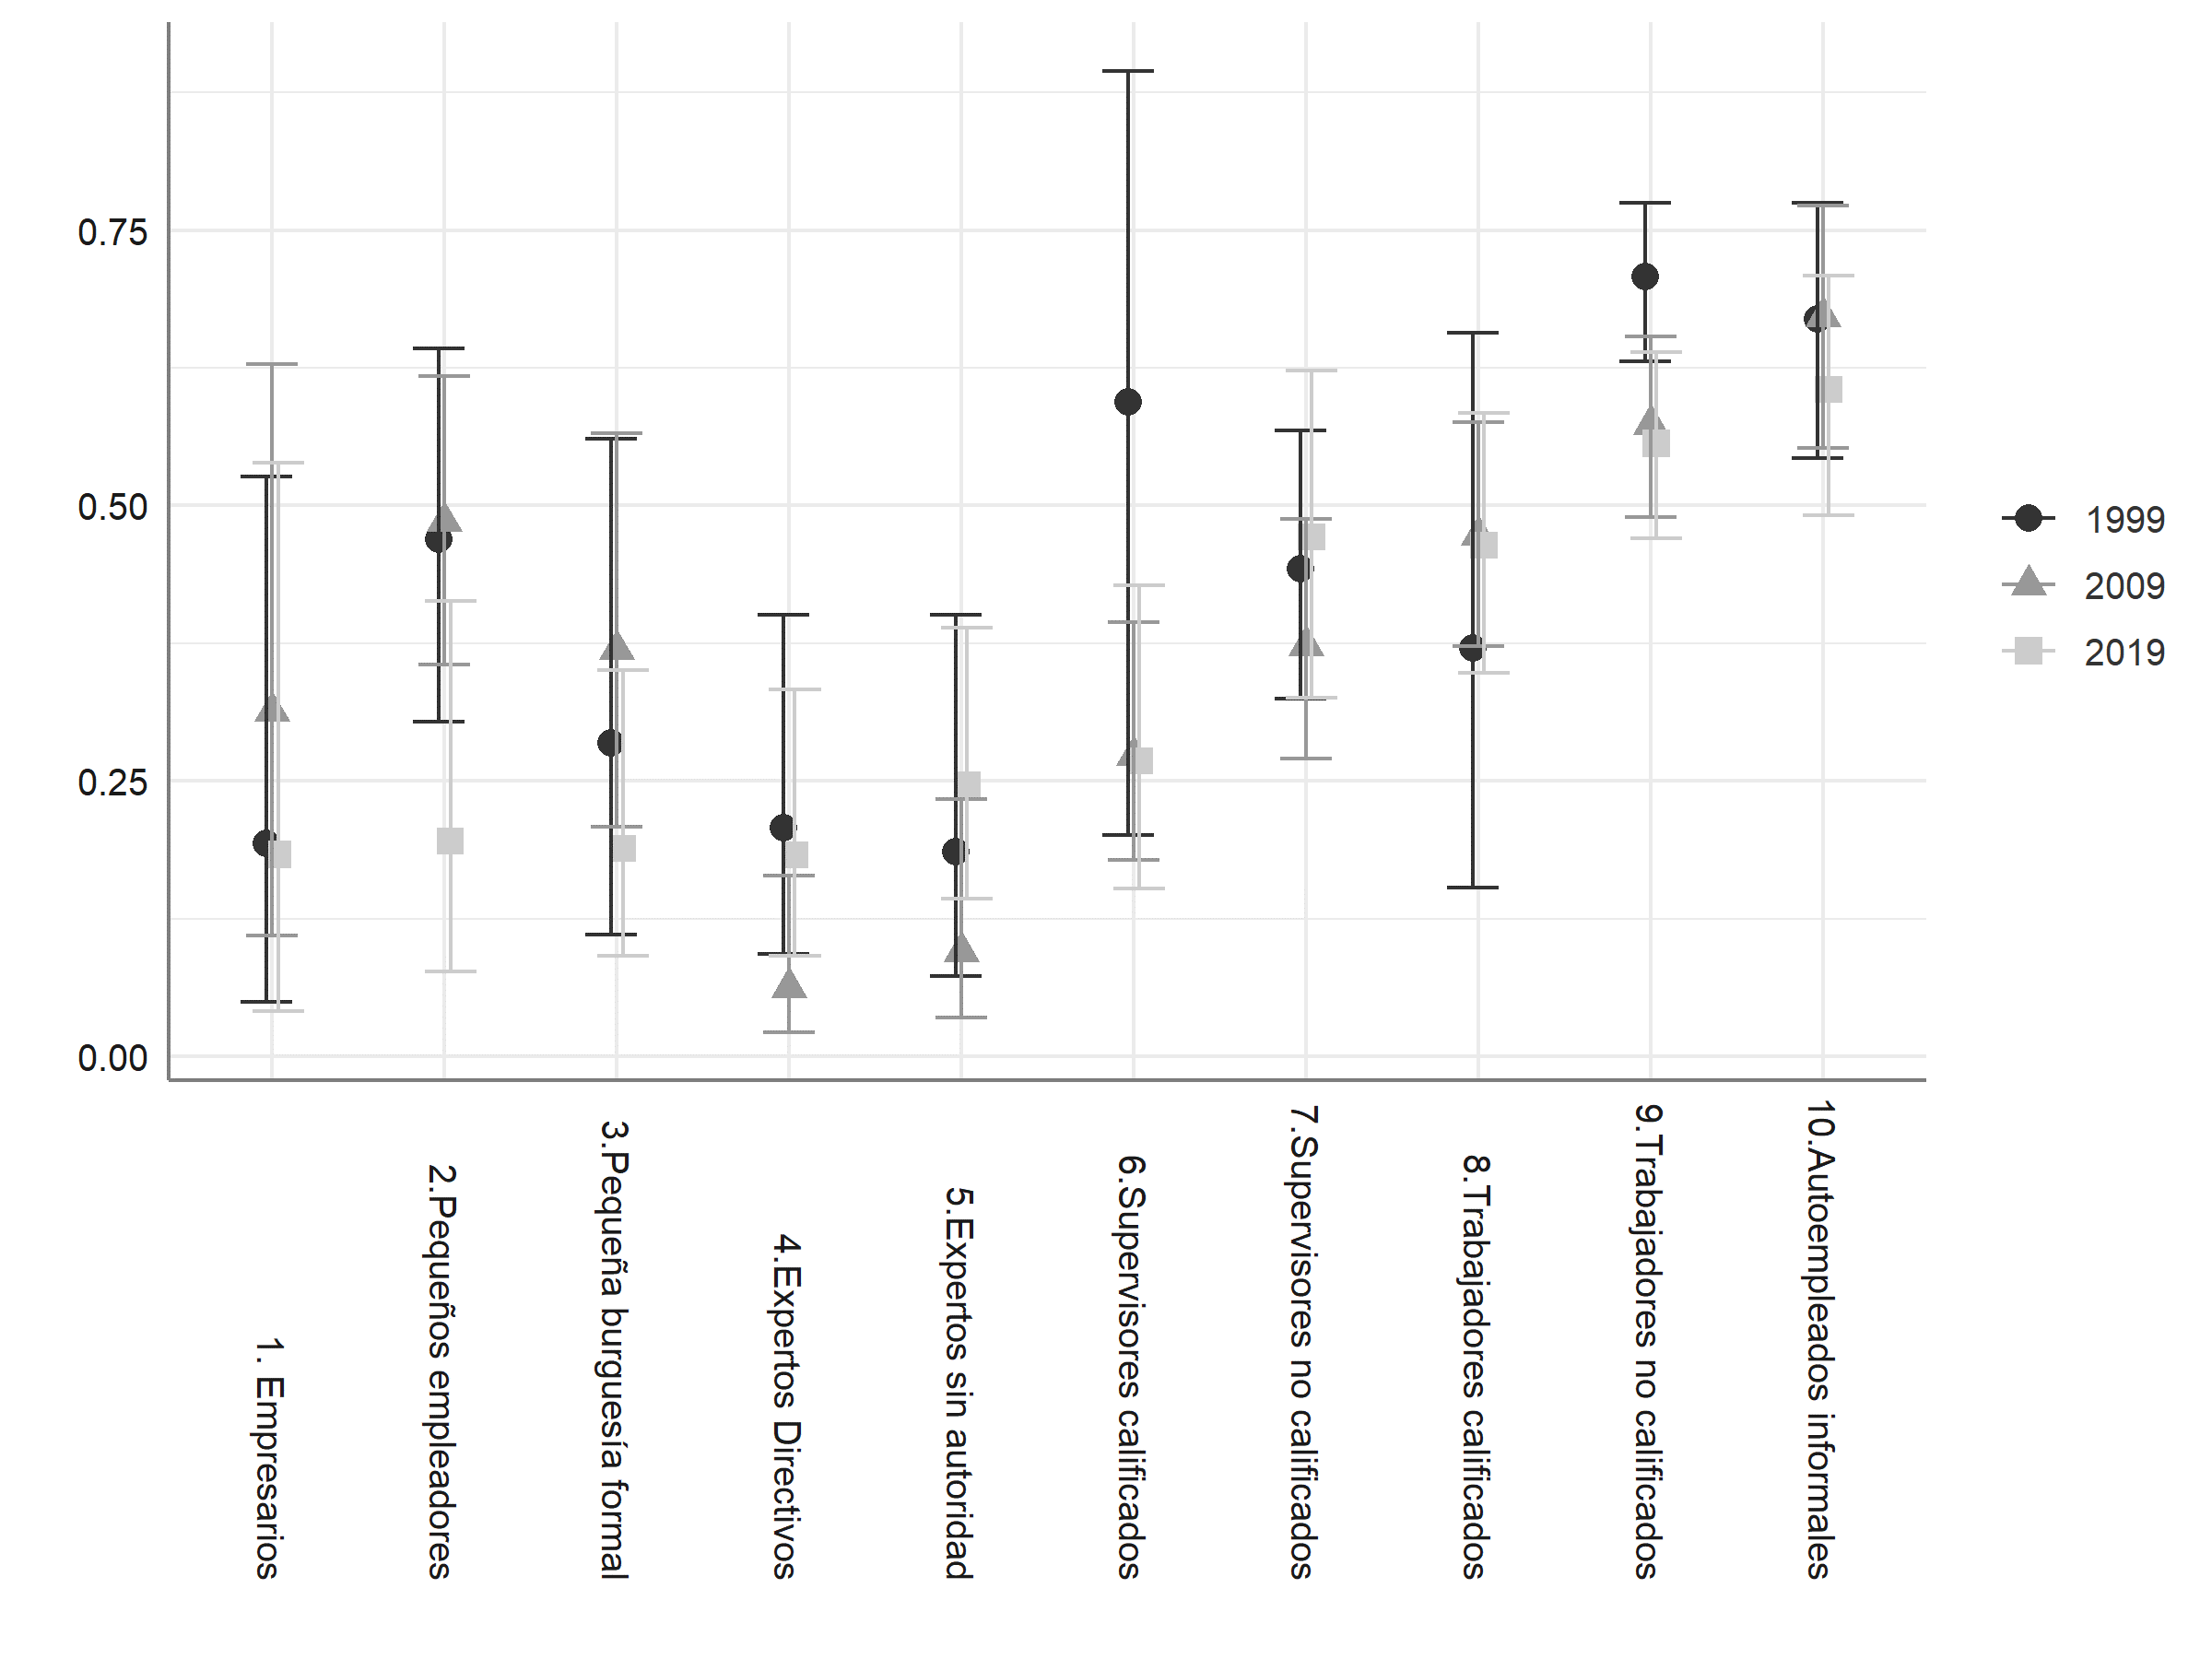 0.75
0.50
0.25
0.00
1. Empresarios
2.Pequeños empleadores
3.Pequeña burguesía formal
4.Expertos Directivos
5.Expertos sin autoridad
6.Supervisores calificados
7.Supervisores no calificados
8.Trabajadores calificados
9.Trabajadores no calificados
10.Autoempleados informales
1999
2009
2019